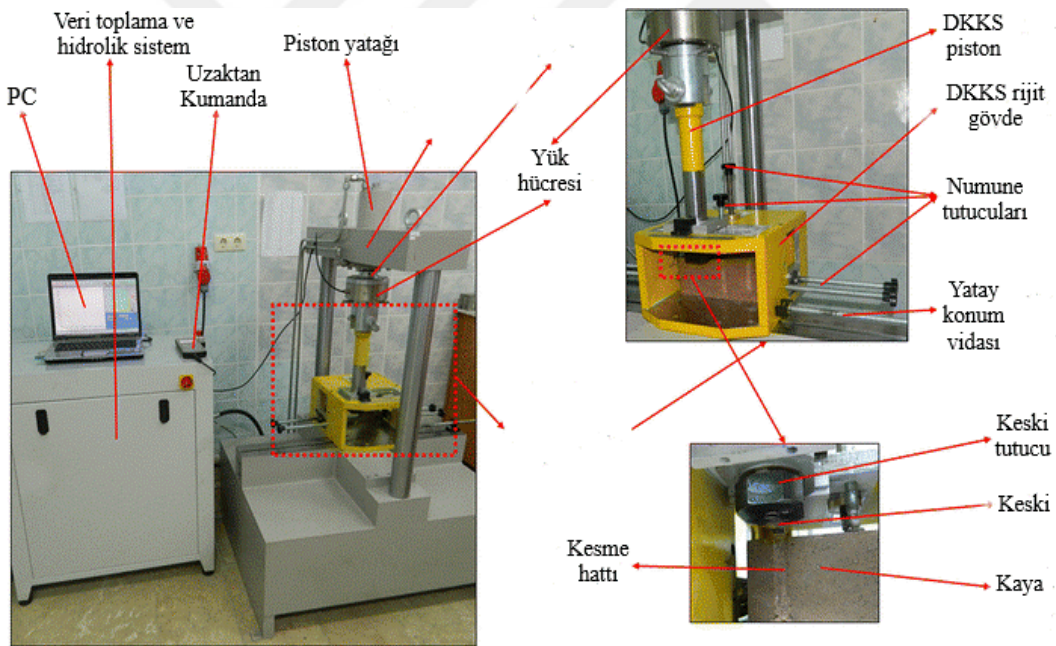 Veri toplama ve
hidrolik sistem
Piston yatağı
Uzaktan
Kumanda
PC
Yük
hücresi
DKKS
piston
DKKS rijit
gövde
Numune
tutucuları
Yatay
konum
vidası
Keski
tutucu
Keski
Kesme
hattı
Kaya